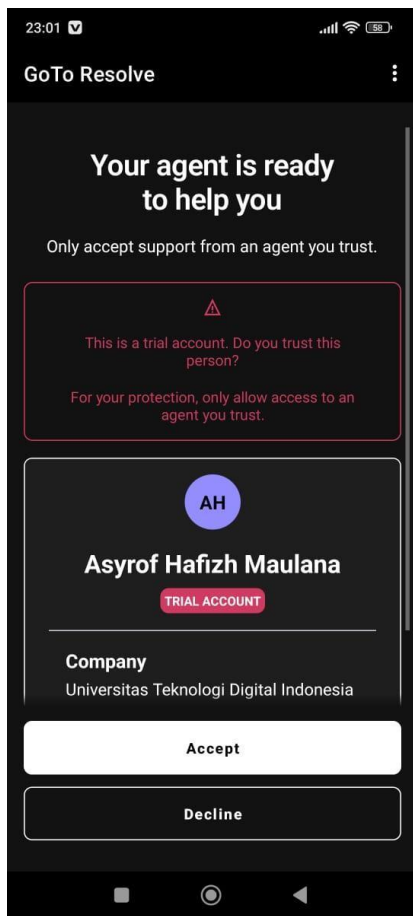 23:01
58
GoTo Resolve
Your agent is ready
to help you
Only accept support from an agent you trust.
This is a trial account. Do you trust this
person?
For your protection, only allow access to an
agent you trust.
AH
Asyrof Hafizh Maulana
TRIAL ACCOUNT
Company
Universitas Teknologi Digital Indonesia
Accept
Decline